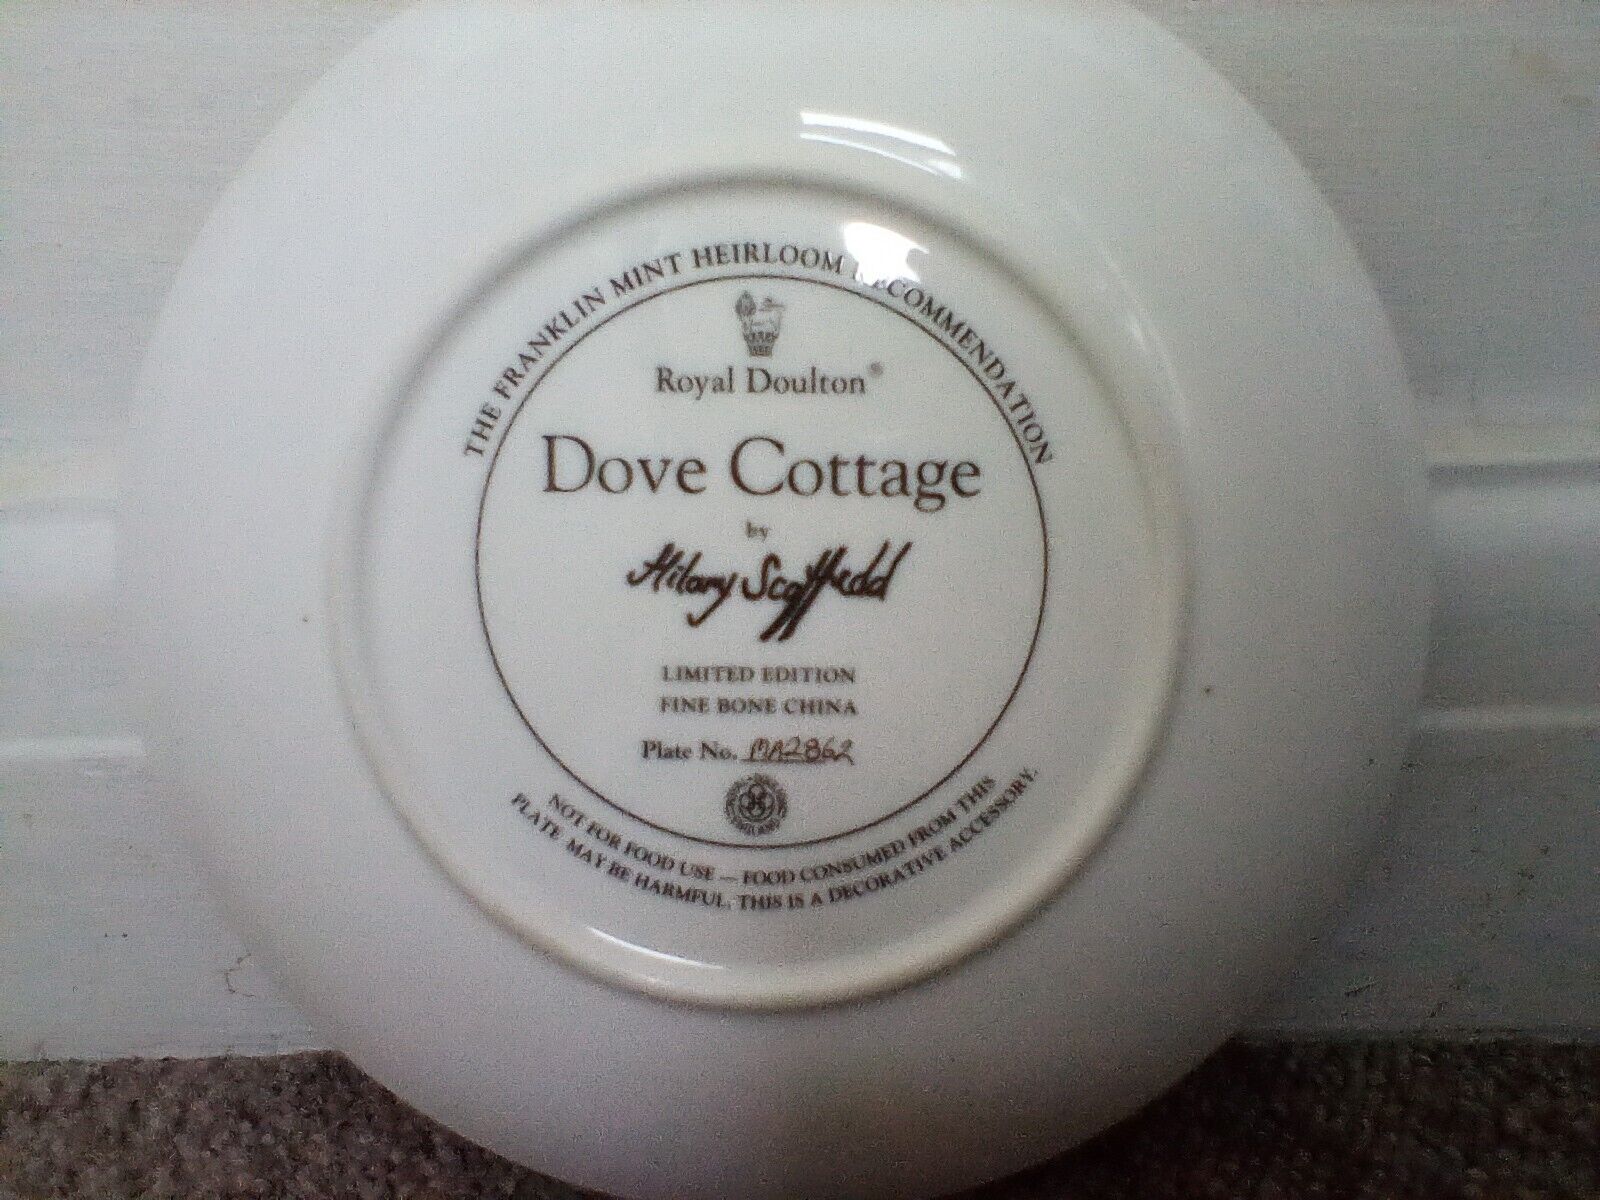 THE FRANKLIN MINT HEIRLOOM RECOMMENDATION
Royal Doulton®
Dove Cottage
by
Hilary Scoffield
LIMITED EDITION
FINE BONE CHINA
Plate No. MA2862
NOT FOR FOOD USE — FOOD CONSUMED FROM THIS
PLATE MAY BE HARMFUL. THIS IS A DECORATIVE ACCESSORY.